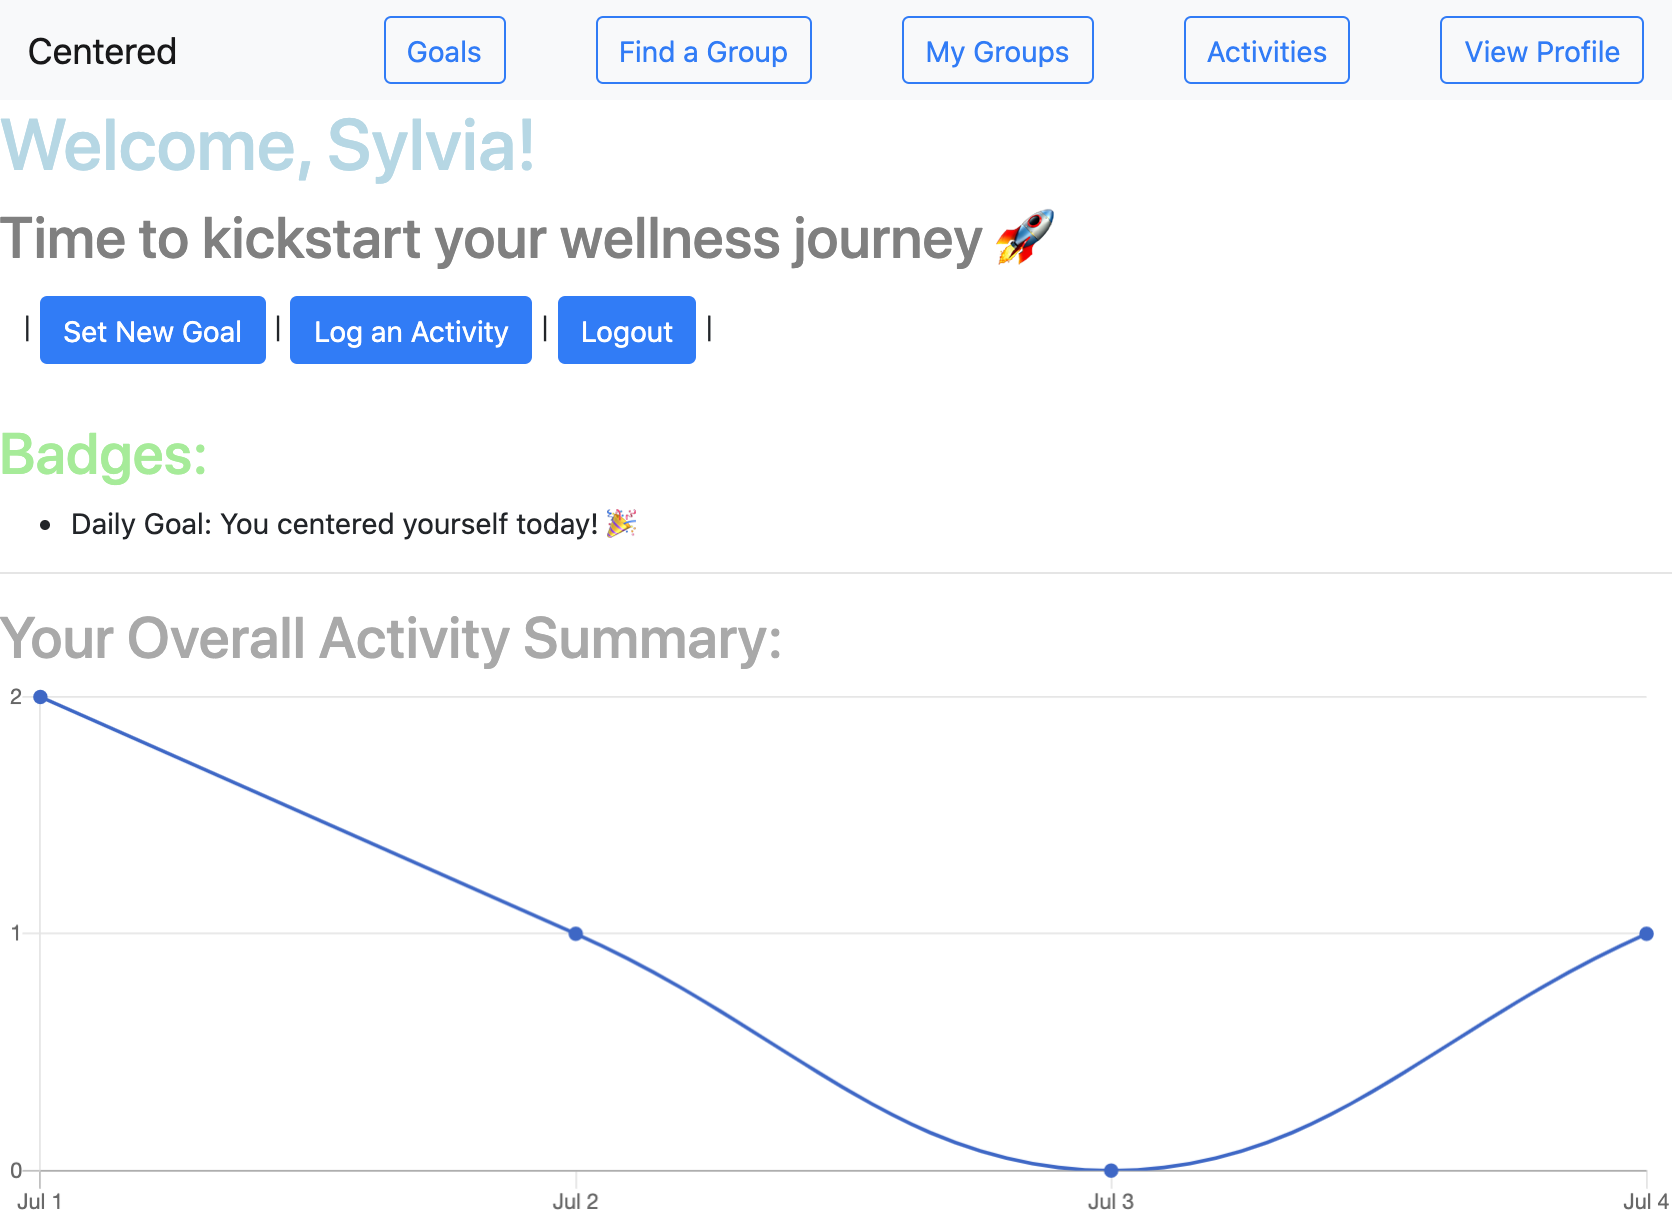 Centered Goals Find a Group My Groups Activities View Profile
Welcome, Sylvia!
Time to kickstart your wellness journey 🚀
| Set New Goal | Log an Activity | Logout |
Badges:
• Daily Goal: You centered yourself today! 🎉
Your Overall Activity Summary:
2
1
0
Jul 1 Jul 2 Jul 3 Jul 4